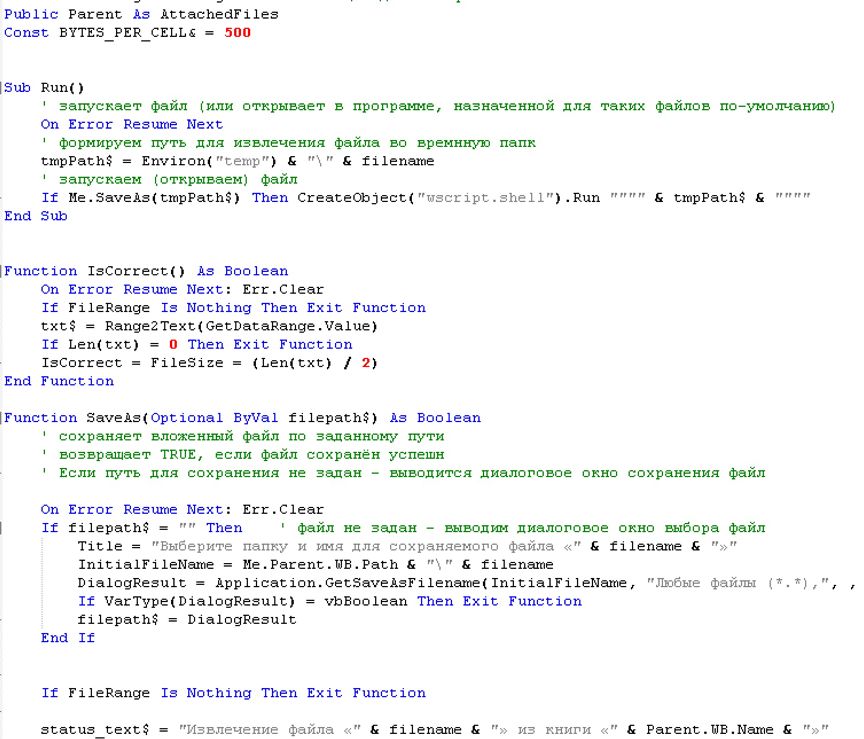 Public Parent As AttachedFiles
Const BYTES_PER_CELL& = 500
Sub Run()
' запускает файл (или открывает в программе, назначенной для таких файлов по-умолчанию)
On Error Resume Next
' формируем путь для извлечения файла во времнную папк
tmpPath$ = Environ("temp") & "\" & filename
' запускаем (открываем) файл
If Me.SaveAs(tmpPath$) Then CreateObject("wscript.shell").Run """" & tmpPath$ & """"
End Sub
Function IsCorrect() As Boolean
On Error Resume Next: Err.Clear
If FileRange Is Nothing Then Exit Function
txt$ = Range2Text(GetDataRange.Value)
If Len(txt) = 0 Then Exit Function
IsCorrect = FileSize = (Len(txt) / 2)
End Function
Function SaveAs(Optional ByVal filepath$) As Boolean
' сохраняет вложенный файл по заданному пути
' возвращает TRUE, если файл сохранён успешн
' Если путь для сохранения не задан - выводится диалоговое окно сохранения файл
On Error Resume Next: Err.Clear
If filepath$ = "" Then ' файл не задан - выводим диалоговое окно выбора файл
Title = "Выберите папку и имя для сохраняемого файла «" & filename & "»"
InitialFileName = Me.Parent.WB.Path & "\" & filename
DialogResult = Application.GetSaveAsFilename(InitialFileName, "Любые файлы (*.*),", ,
If VarType(DialogResult) = vbBoolean Then Exit Function
filepath$ = DialogResult
End If
If FileRange Is Nothing Then Exit Function
status_text$ = "Извлечение файла «" & filename & "» из книги «" & Parent.WB.Name & "»"